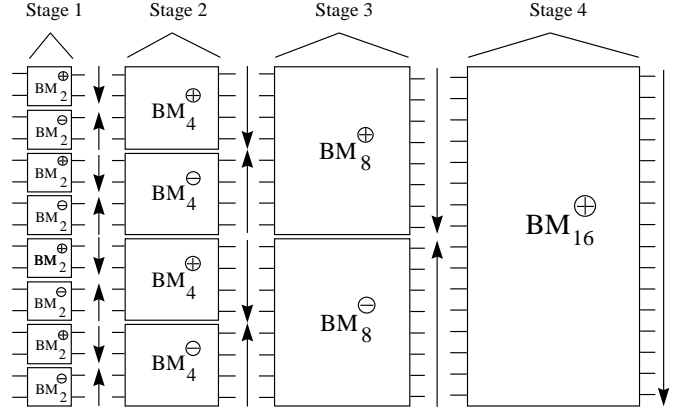 Stage 1 Stage 2 Stage 3 Stage 4
BM₂⊕
BM₂⊖
BM₂⊕
BM₂⊖
BM₂⊕
BM₂⊖
BM₂⊕
BM₂⊖
BM₄⊕
BM₄⊖
BM₄⊕
BM₄⊖
BM₈⊕
BM₈⊖
BM₁₆⊕